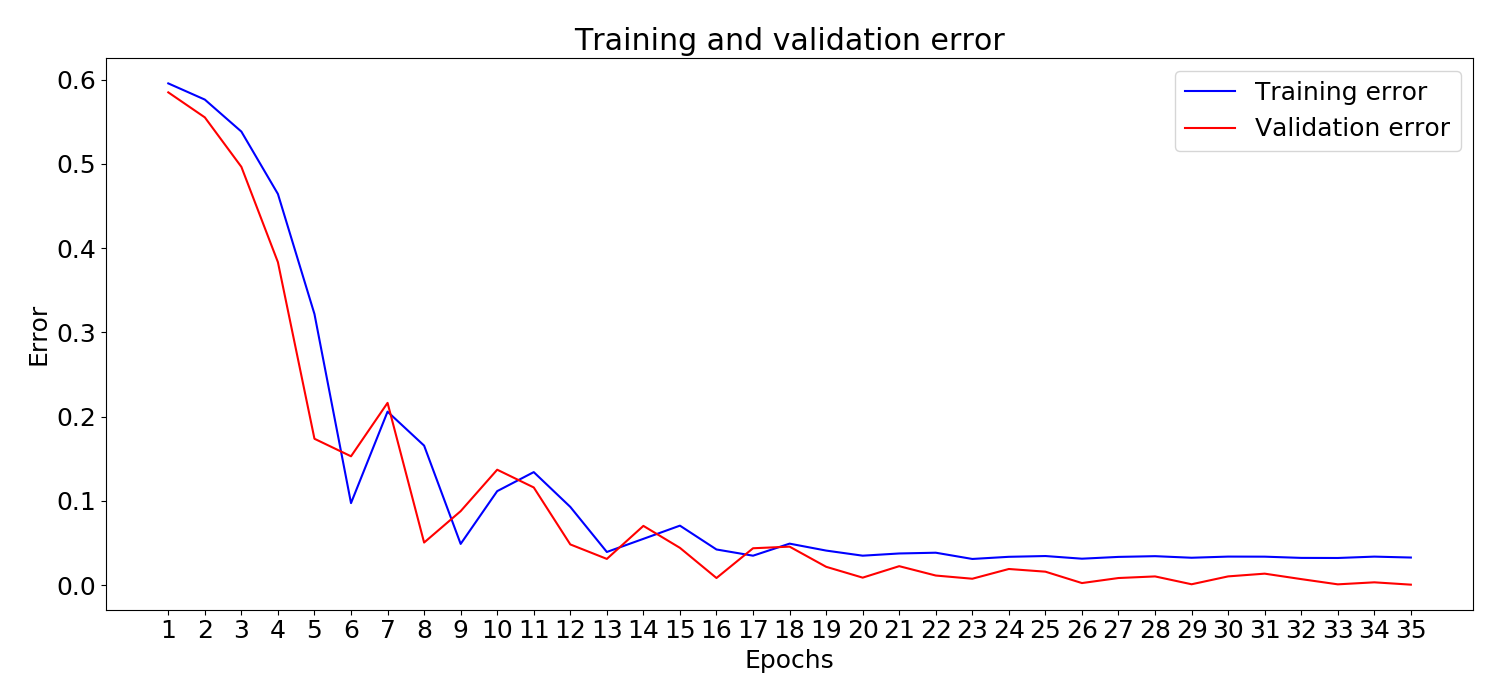 Training and validation error
Training error
Validation error
0.6
0.5
0.4
0.3
0.2
0.1
0.0
Error
1 2 3 4 5 6 7 8 9 10 11 12 13 14 15 16 17 18 19 20 21 22 23 24 25 26 27 28 29 30 31 32 33 34 35
Epochs